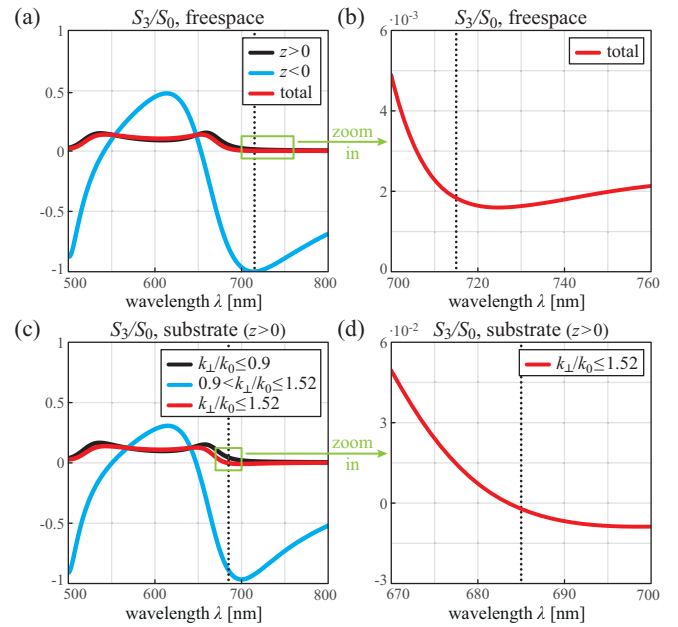 (a) S₃/S₀, freespace
z>0
z<0
total
zoom
in
1
0.5
0
-0.5
-1
500 600 700 800
wavelength λ [nm]
(b)
6 ×10⁻³
total
4
2
0
700 720 740 760
wavelength λ [nm]
(c) S₃/S₀, substrate (z>0)
k⊥/k₀≤0.9
0.9<k⊥/k₀≤1.52
k⊥/k₀≤1.52
zoom
in
1
0.5
0
-0.5
-1
500 600 700 800
wavelength λ [nm]
(d) S₃/S₀, substrate (z>0)
6 ×10⁻²
k⊥/k₀≤1.52
3
0
-3
670 680 690 700
wavelength λ [nm]